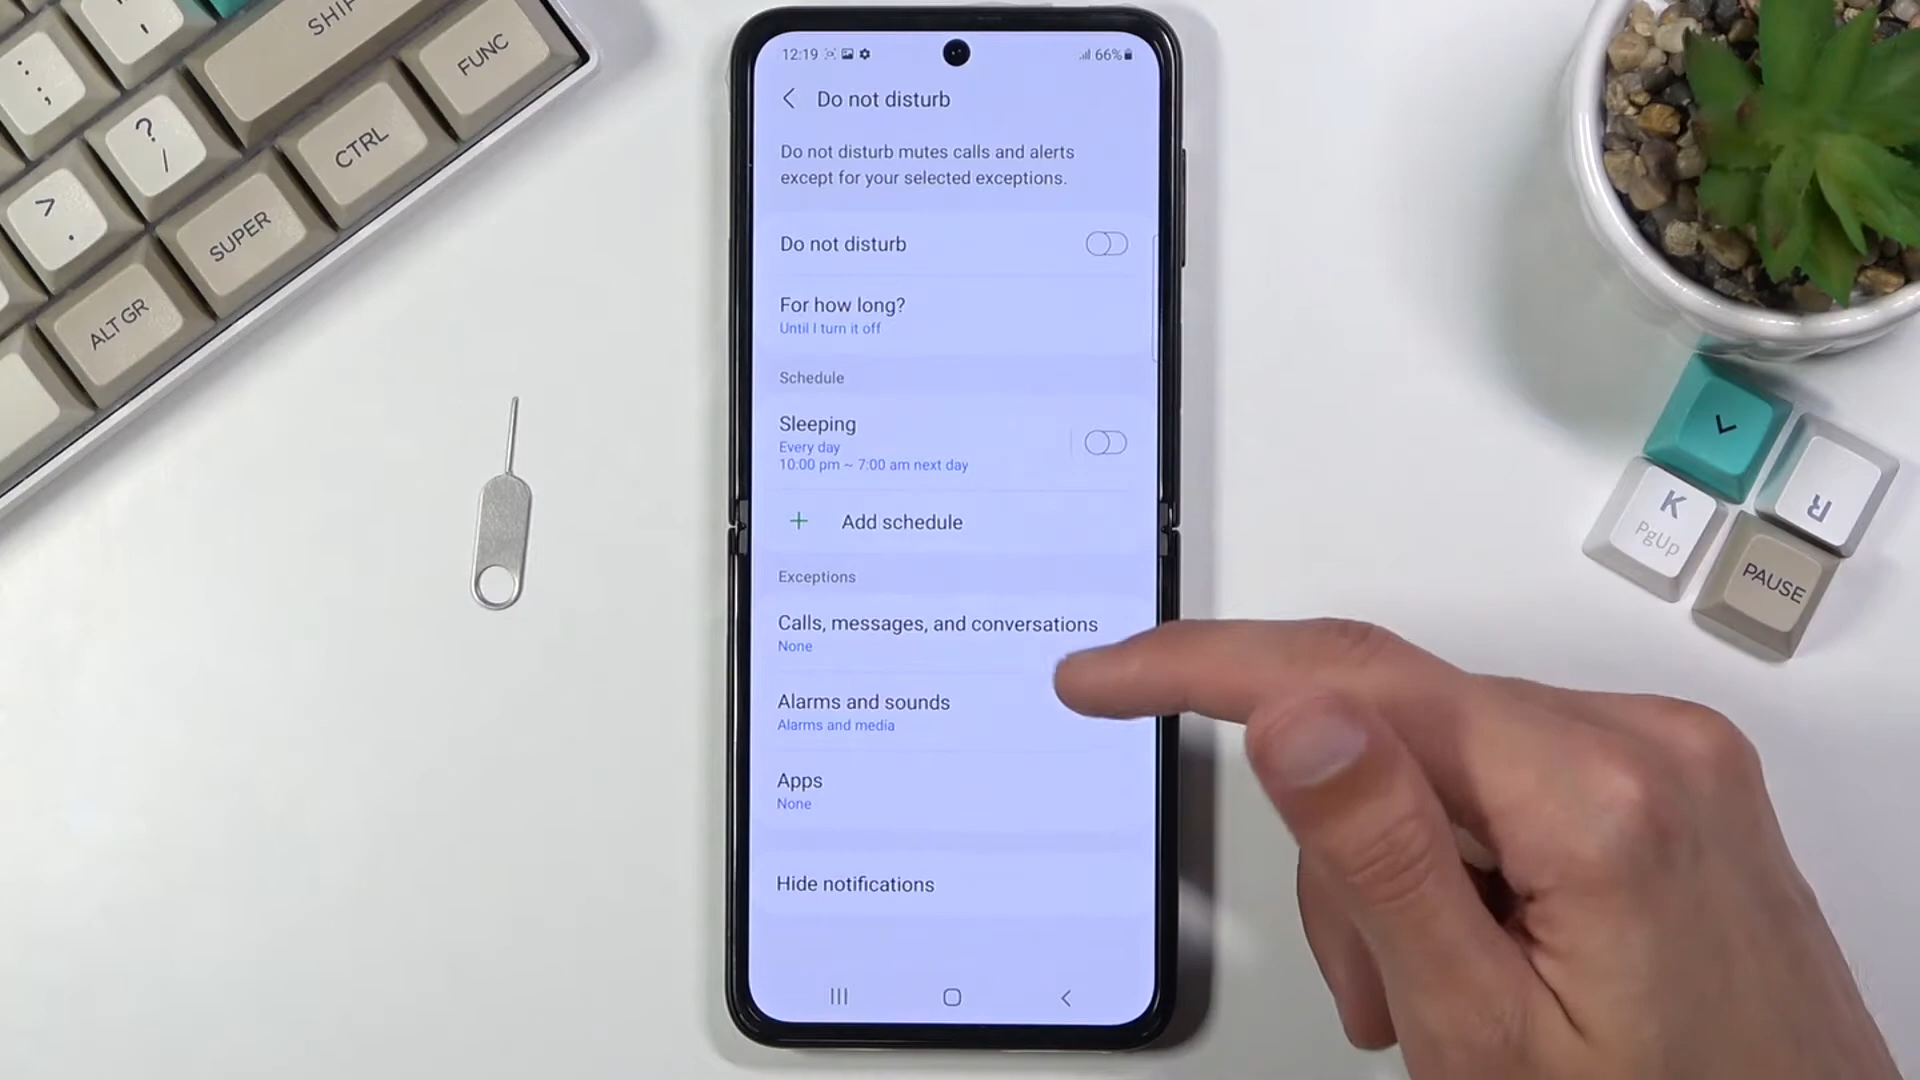 SHIF
FUNC
"
'
:
;
?
/
CTRL
>
.
SUPER
ALT GR
12:19
66%
Do not disturb
Do not disturb mutes calls and alerts
except for your selected exceptions.
Do not disturb
For how long?
Until I turn it off
Schedule
Sleeping
Every day
10:00 pm ~ 7:00 am next day
+ Add schedule
Exceptions
Calls, messages, and conversations
None
Alarms and sounds
Alarms and media
Apps
None
Hide notifications
K
PgUp
R
PAUSE